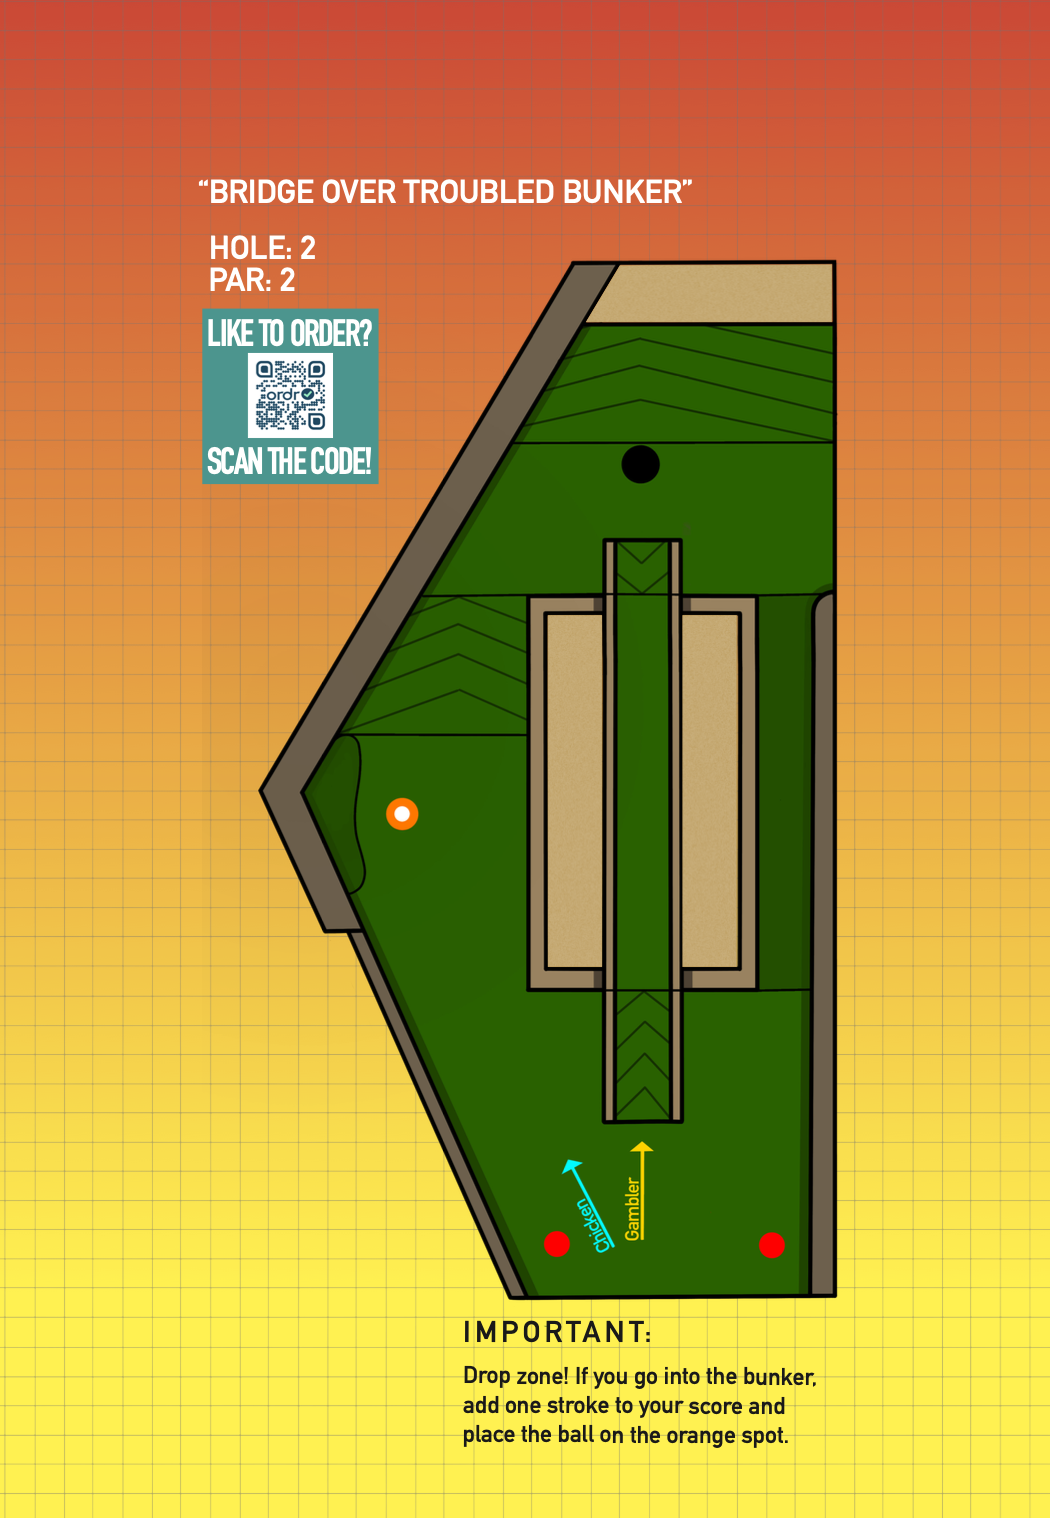 “BRIDGE OVER TROUBLED BUNKER”
HOLE: 2
PAR: 2
LIKE TO ORDER?
ordr
SCAN THE CODE!
Chicken
Gambler
IMPORTANT:
Drop zone! If you go into the bunker,
add one stroke to your score and
place the ball on the orange spot.